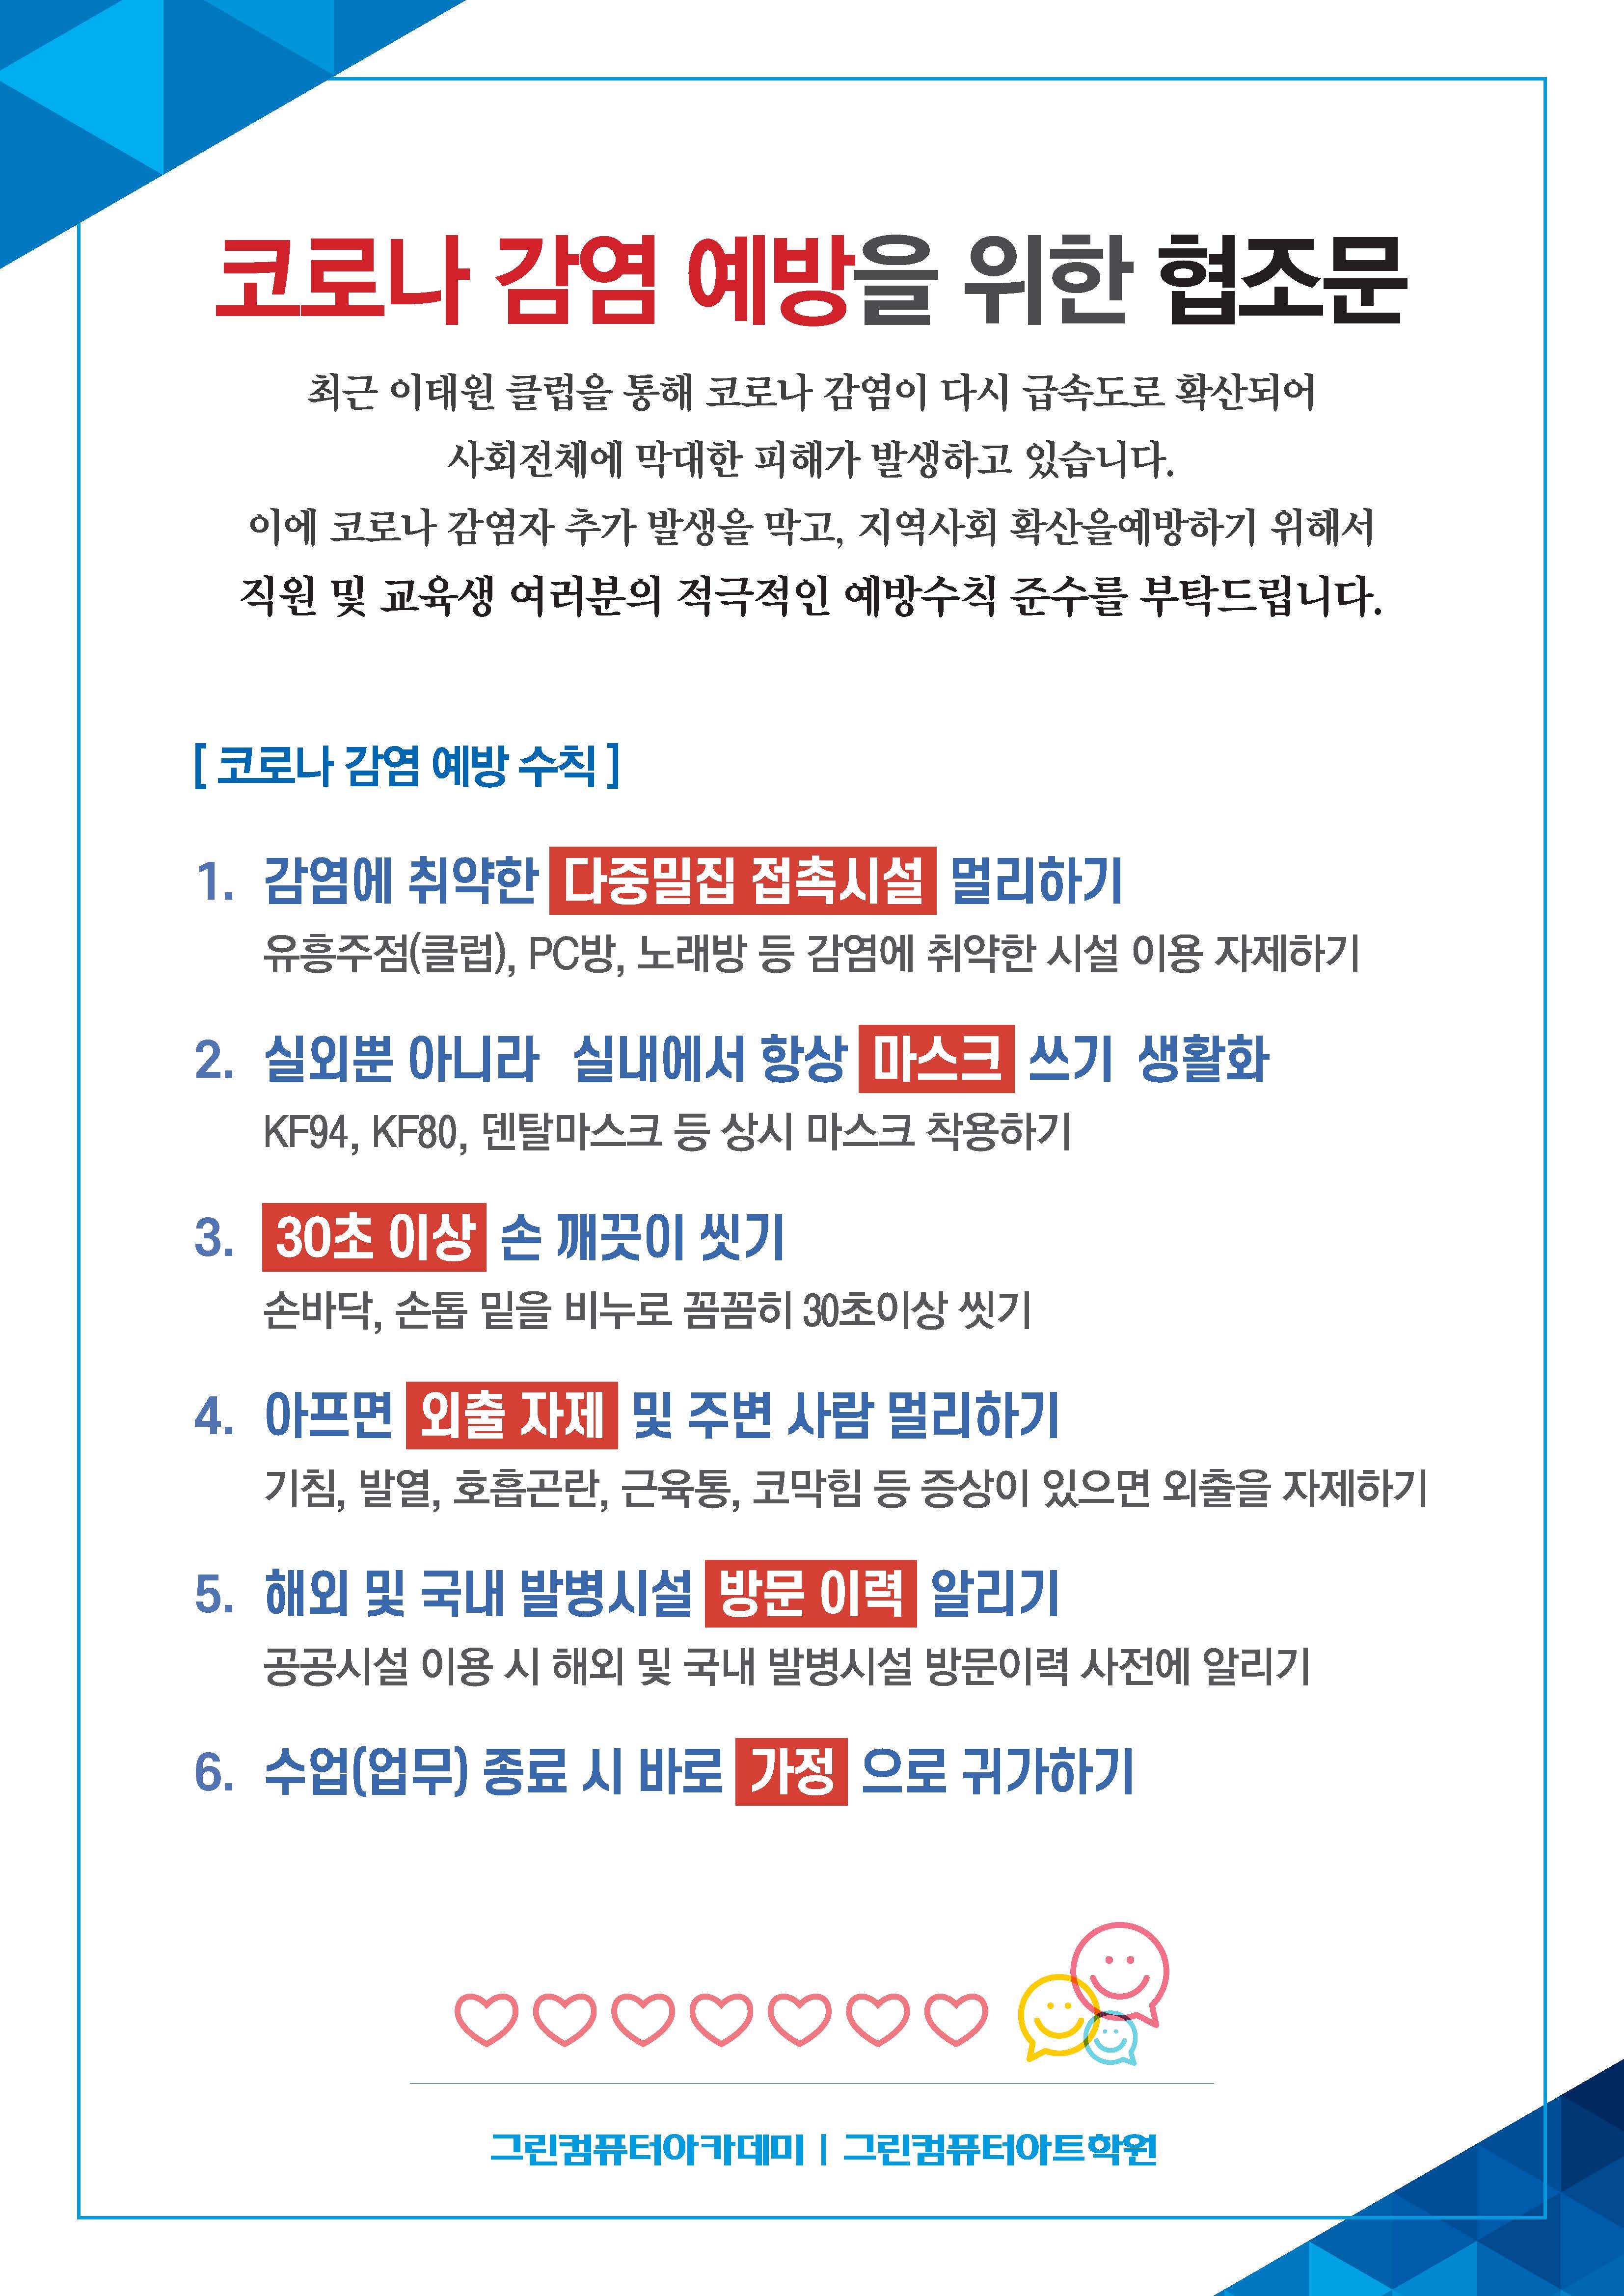 코로나 감염 예방을 위한 협조문
최근 이태원 클럽을 통해 코로나 감염이 다시 급속도로 확산되어
사회전체에 막대한 피해가 발생하고 있습니다.
이에 코로나 감염자 추가 발생을 막고, 지역사회 확산을예방하기 위해서
직원 및 교육생 여러분의 적극적인 예방수칙 준수를 부탁드립니다.
[ 코로나 감염 예방 수칙 ]
1. 감염에 취약한 다중밀집 접촉시설 멀리하기
유흥주점(클럽), PC방, 노래방 등 감염에 취약한 시설 이용 자제하기
2. 실외뿐 아니라 실내에서 항상 마스크 쓰기 생활화
KF94, KF80, 덴탈마스크 등 상시 마스크 착용하기
3. 30초 이상 손 깨끗이 씻기
손바닥, 손톱 밑을 비누로 꼼꼼히 30초이상 씻기
4. 아프면 외출 자제 및 주변 사람 멀리하기
기침, 발열, 호흡곤란, 근육통, 코막힘 등 증상이 있으면 외출을 자제하기
5. 해외 및 국내 발병시설 방문 이력 알리기
공공시설 이용 시 해외 및 국내 발병시설 방문이력 사전에 알리기
6. 수업(업무) 종료 시 바로 가정 으로 귀가하기
그린컴퓨터아카데미 | 그린컴퓨터아트학원